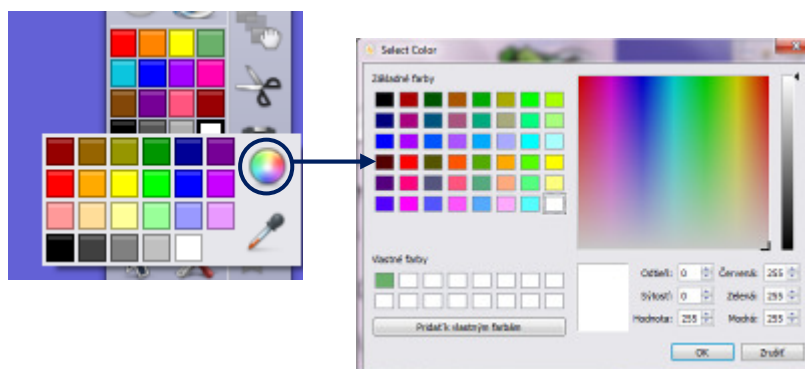 Select Color
Základné farby
Vlastné farby
Odtieň: 0 Červená: 255
Sýtosť: 0 Zelená: 255
Hodnota: 255 Modrá: 255
Pridať k vlastným farbám
OK Zrušiť